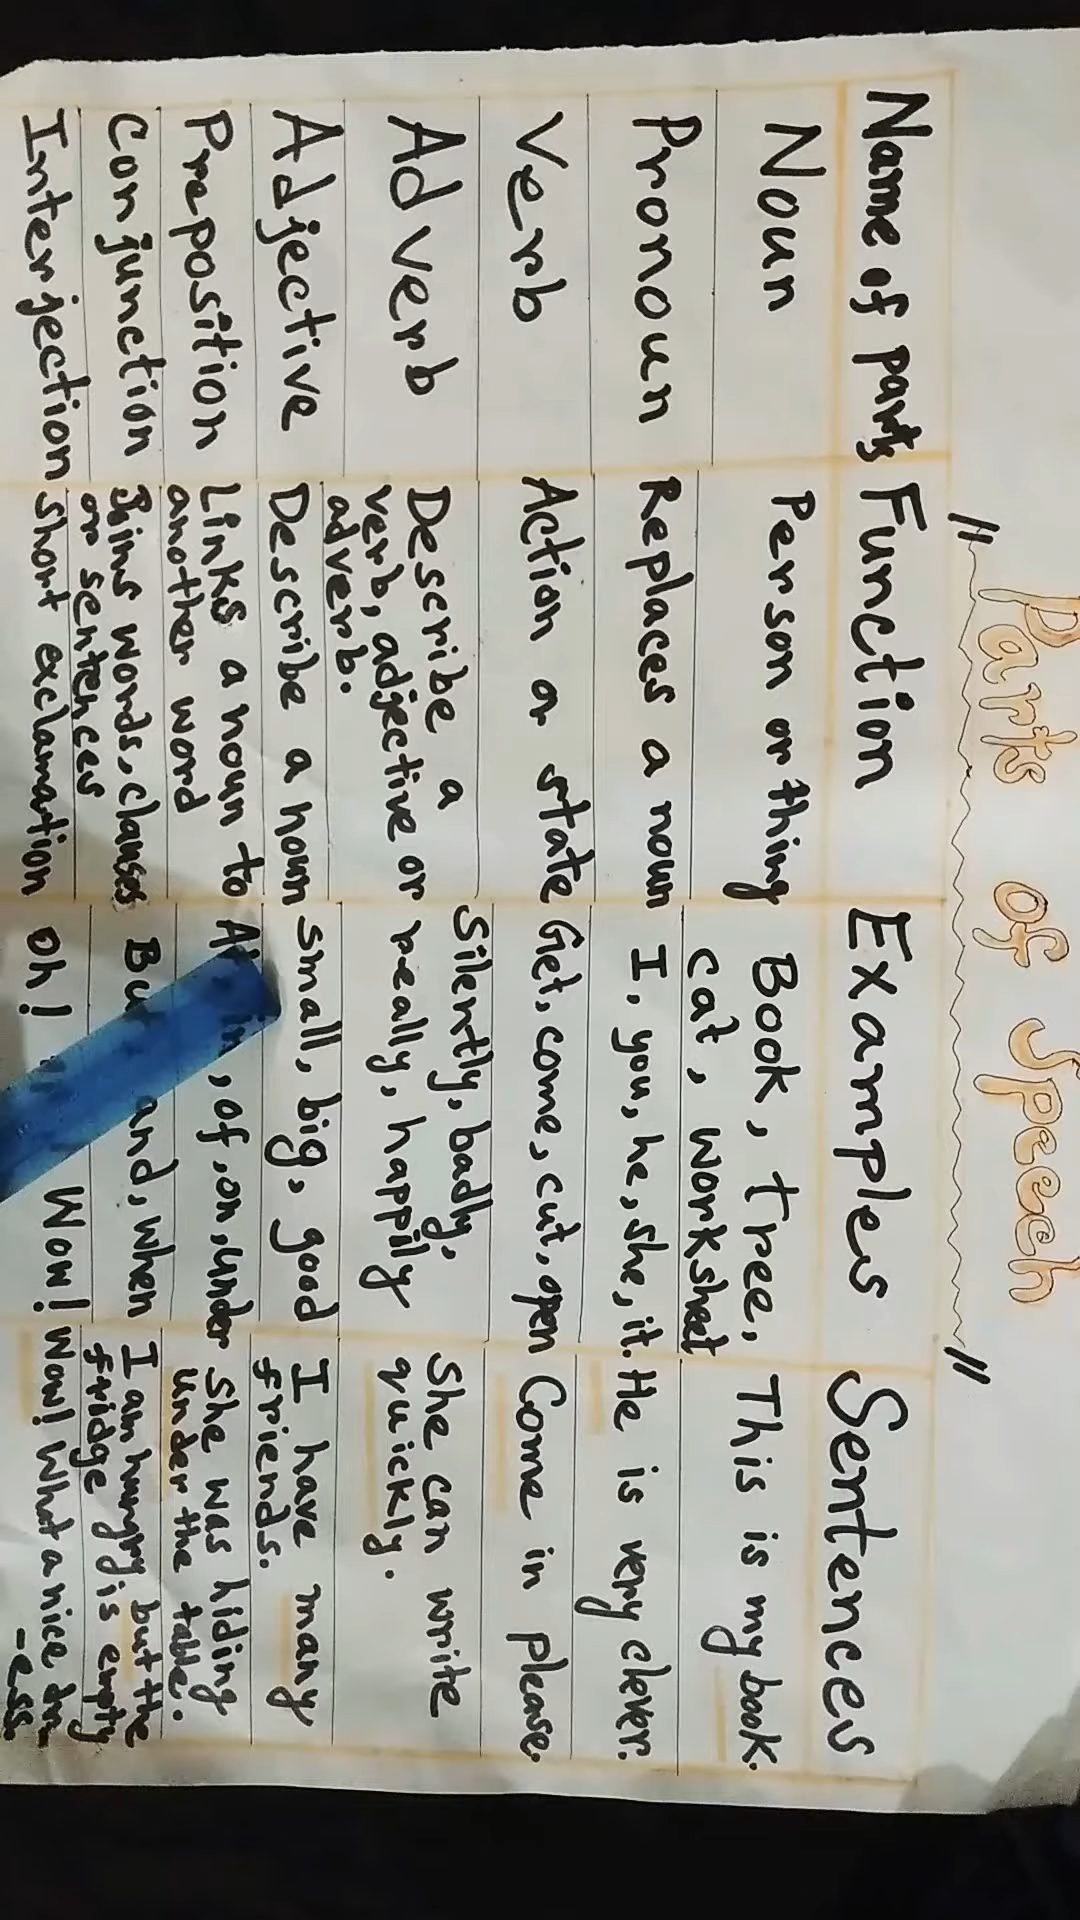 "Parts of Speech"
Name of parts Function Examples Sentences
Noun Person or thing Book, tree, This is my book.
cat, worksheet
Pronoun Replaces a noun I, you, he, she, it. He is very clever.
Verb Action or state Get, come, cut, open Come in please.
Adverb Describe a silently, badly, She can write
verb, adjective or really, happily quickly.
adverb.
Adjective Describe a noun small, big, good I have many
friends.
Preposition Links a noun to , of, on, under She was hiding
another word under the table.
Conjunction Joins words, clauses and, when I am hungry but the
or sentences fridge is empty
Interjection short exclamation oh! Wow! Wow! What a nice dr-
-ess.